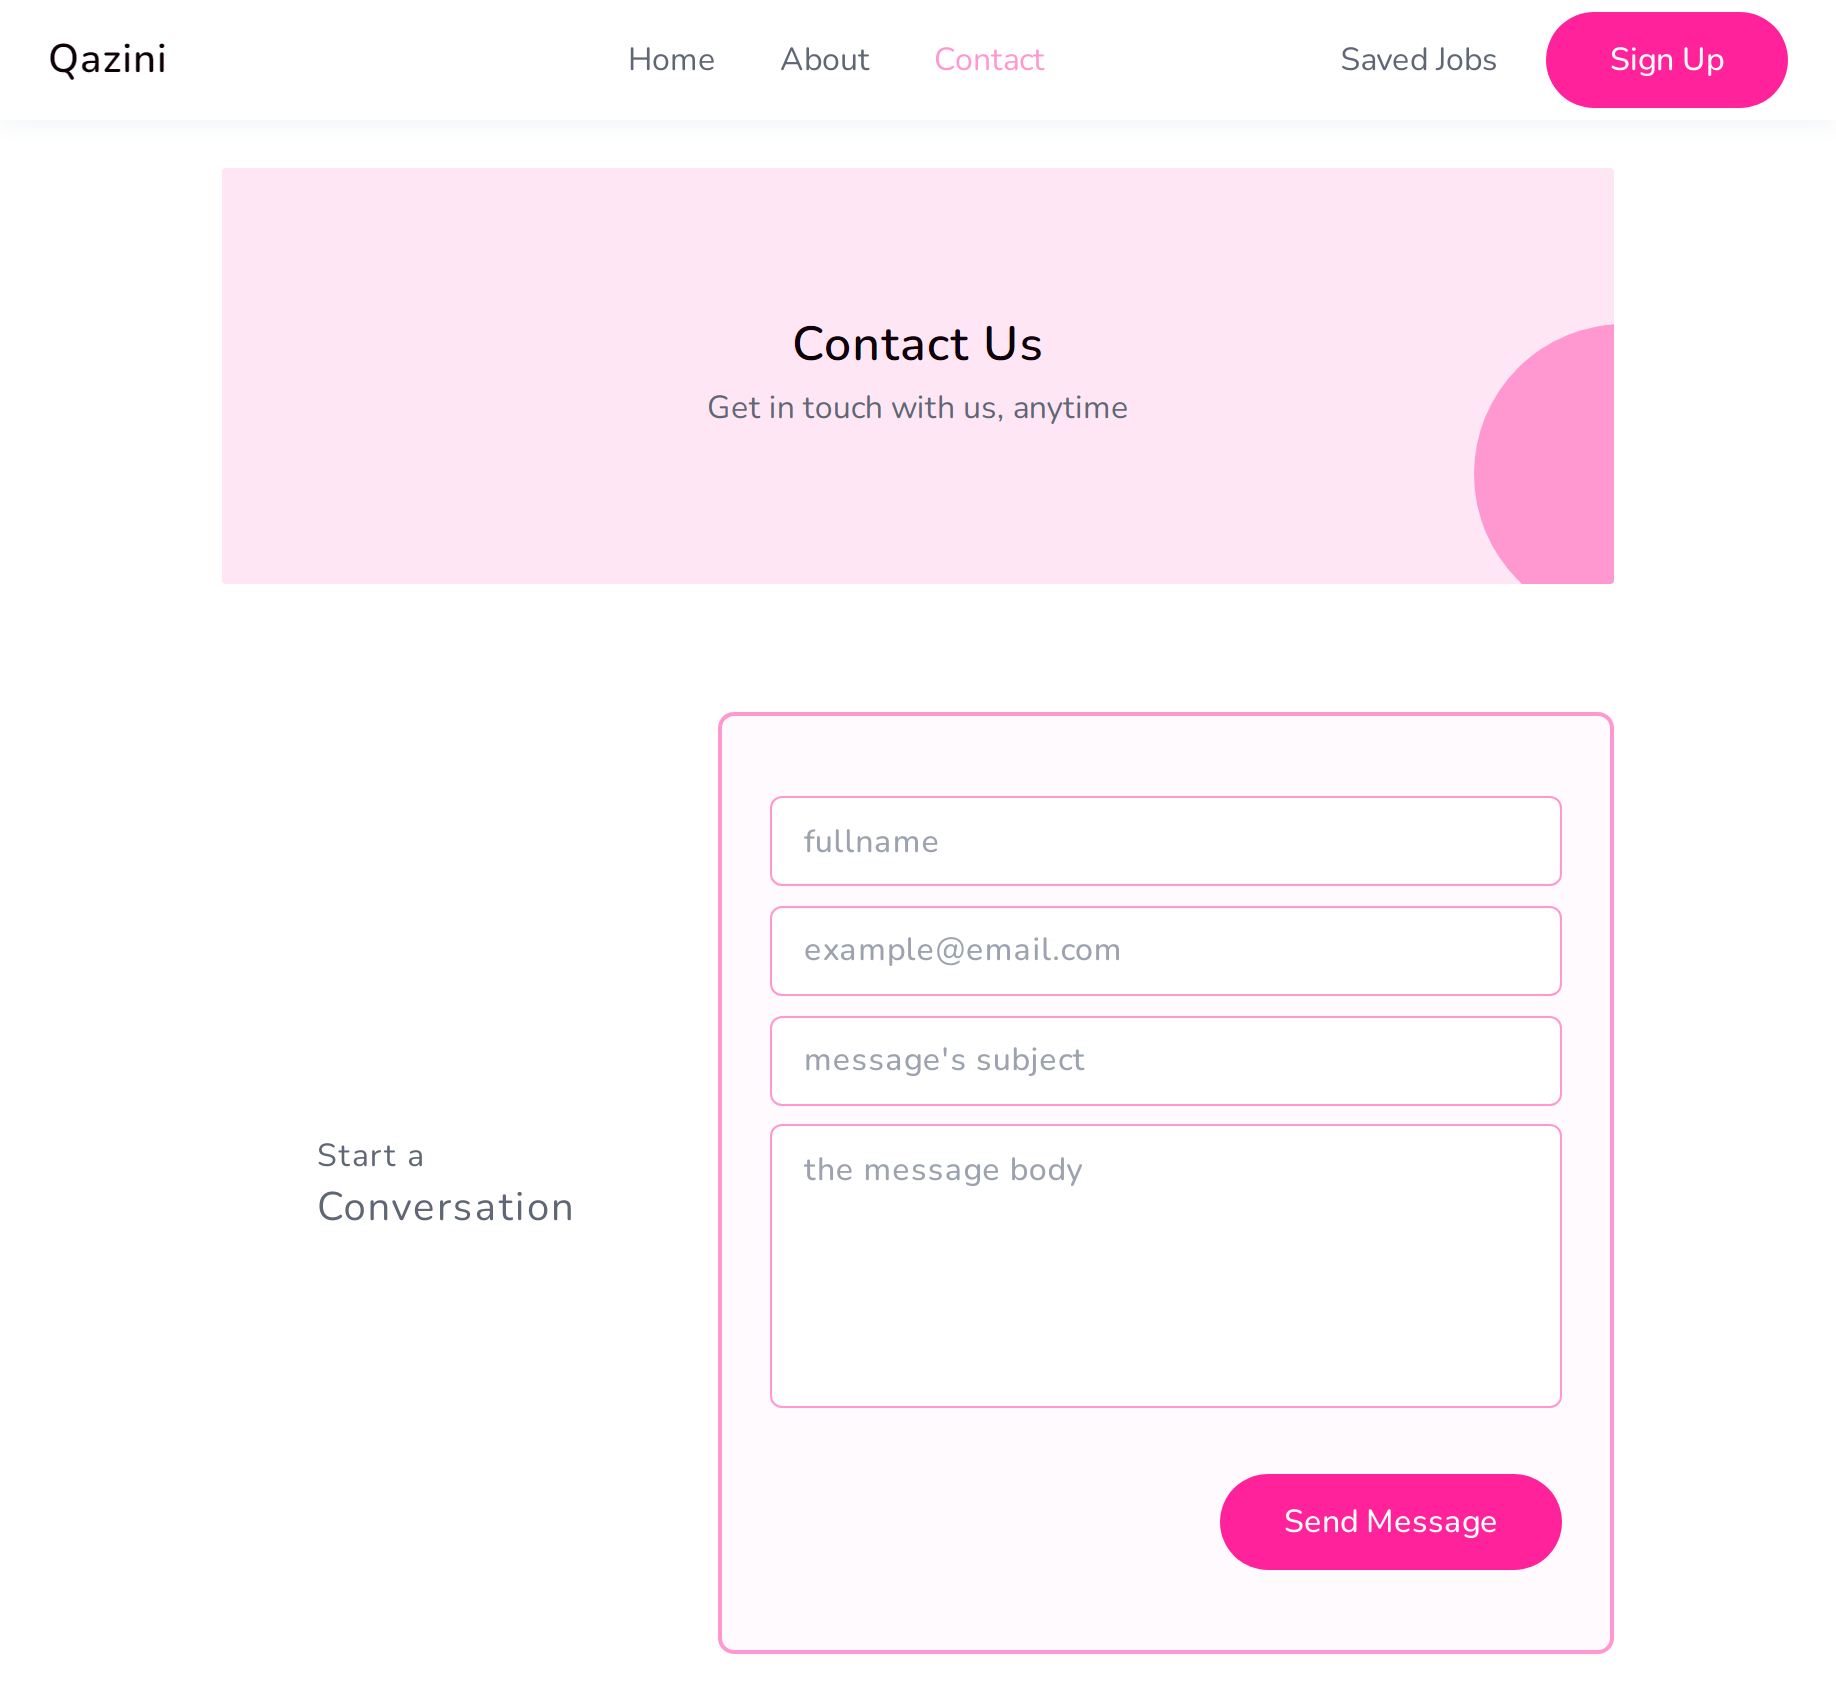 Qazini
Home About Contact
Saved Jobs
Sign Up
Contact Us
Get in touch with us, anytime
Start a
Conversation
fullname
example@email.com
message's subject
the message body
Send Message